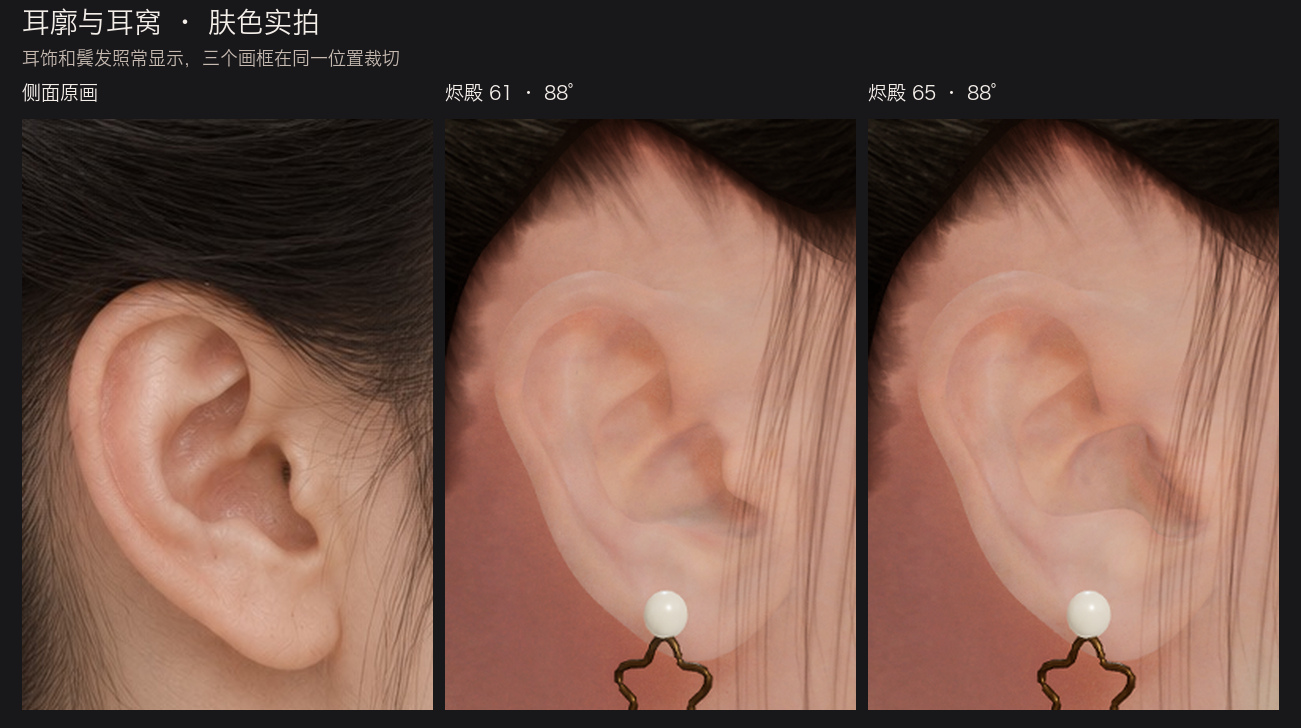 耳廓与耳窝 · 肤色实拍
耳饰和鬓发照常显示，三个画框在同一位置裁切
侧面原画
烬殿 61 · 88°
烬殿 65 · 88°